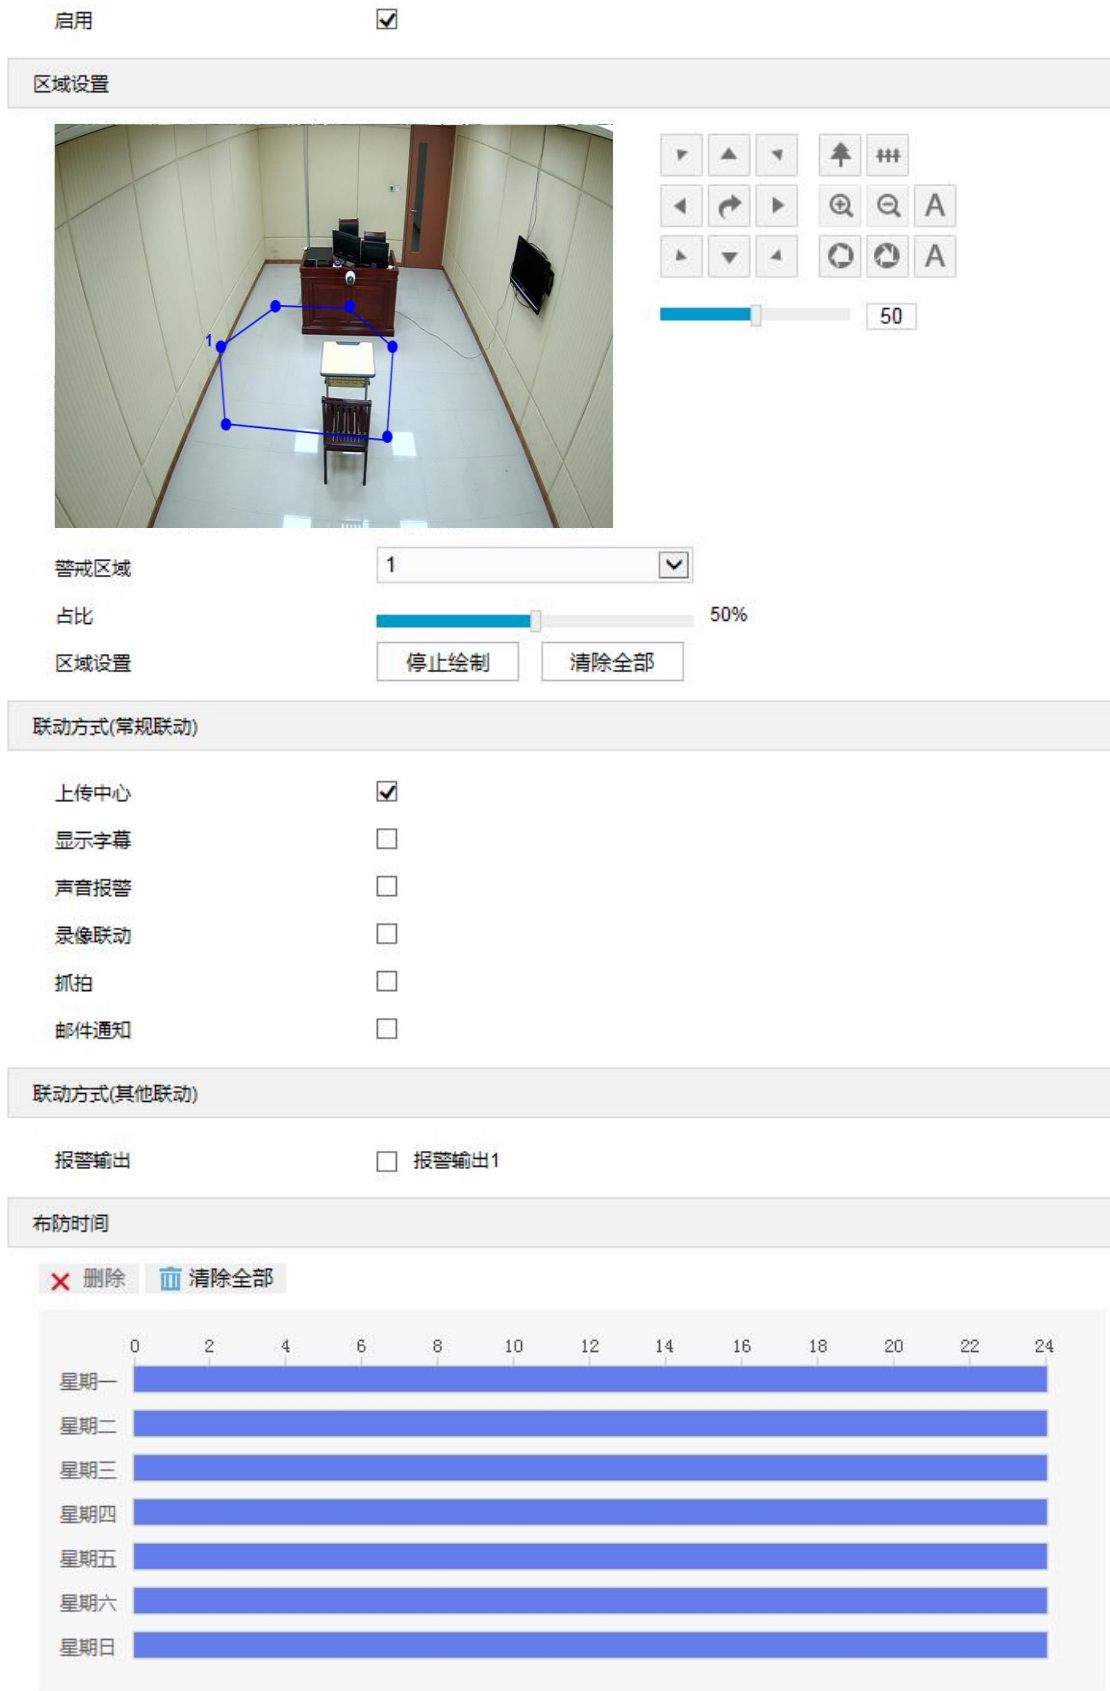 启用
区域设置
1
A
A
50
警戒区域 1
占比 50%
区域设置 停止绘制 清除全部
联动方式(常规联动)
上传中心
显示字幕
声音报警
录像联动
抓拍
邮件通知
联动方式(其他联动)
报警输出 报警输出1
布防时间
删除 清除全部
0 2 4 6 8 10 12 14 16 18 20 22 24
星期一
星期二
星期三
星期四
星期五
星期六
星期日